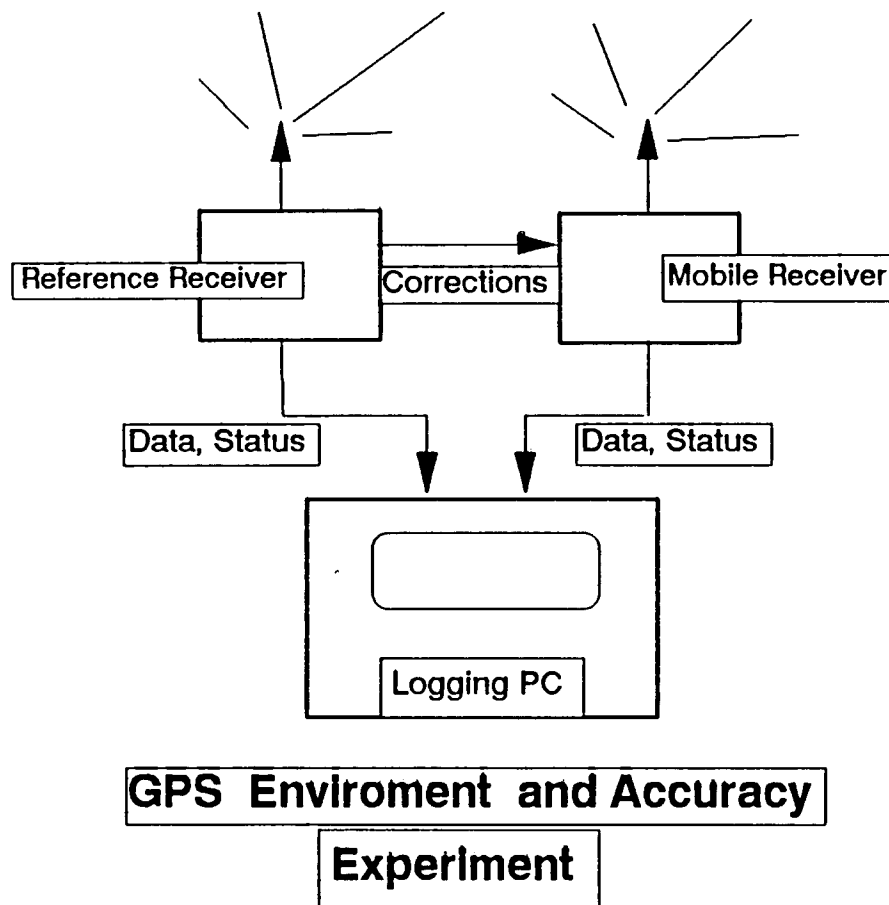 Reference Receiver
Corrections
Mobile Receiver
Data, Status
Data, Status
Logging PC
GPS Enviroment and Accuracy
Experiment